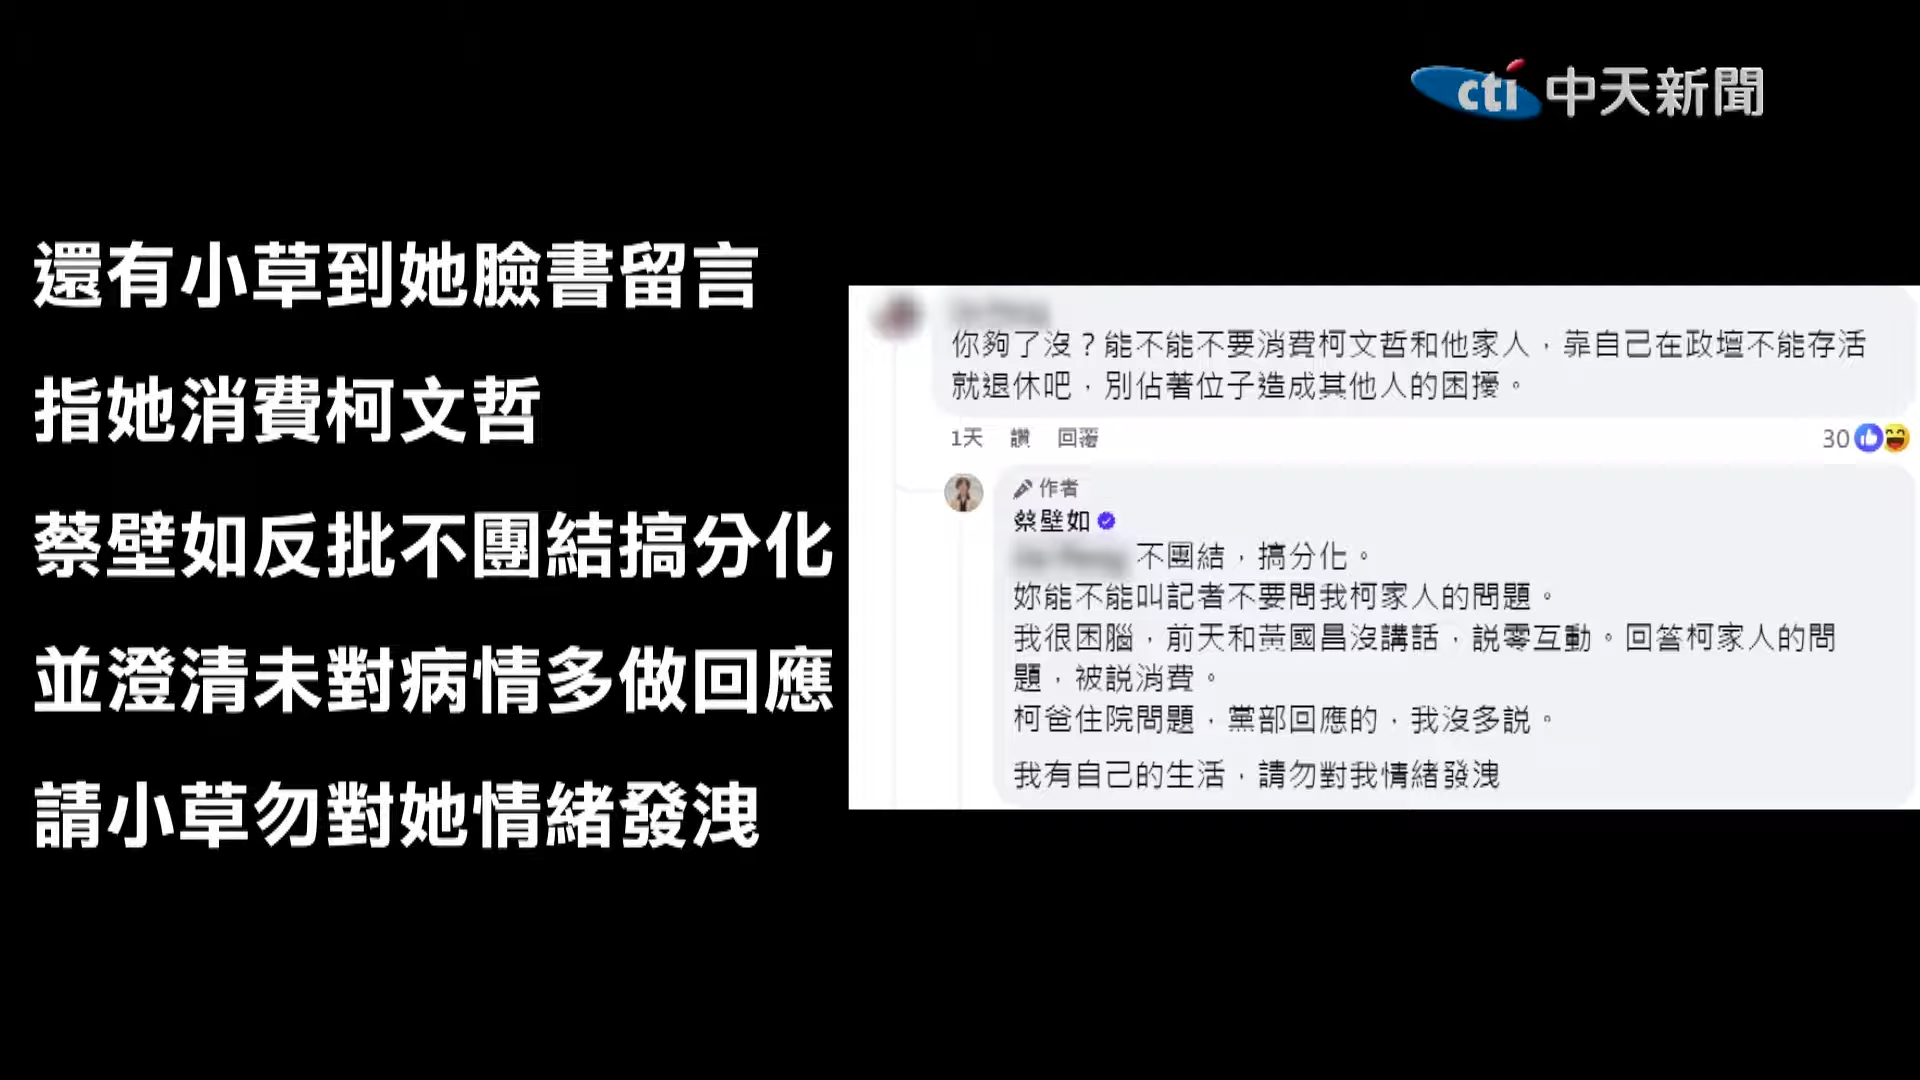 cti 中天新聞
還有小草到她臉書留言
指她消費柯文哲
蔡壁如反批不團結搞分化
並澄清未對病情多做回應
請小草勿對她情緒發洩
你夠了沒？能不能不要消費柯文哲和他家人，靠自己在政壇不能存活
就退休吧，別佔著位子造成其他人的困擾。
1天 讚 回覆 30
作者
蔡壁如
不團結，搞分化。
妳能不能叫記者不要問我柯家人的問題。
我很困腦，前天和黃國昌沒講話，説零互動。回答柯家人的問
題，被説消費。
柯爸住院問題，黨部回應的，我沒多説。
我有自己的生活，請勿對我情緒發洩